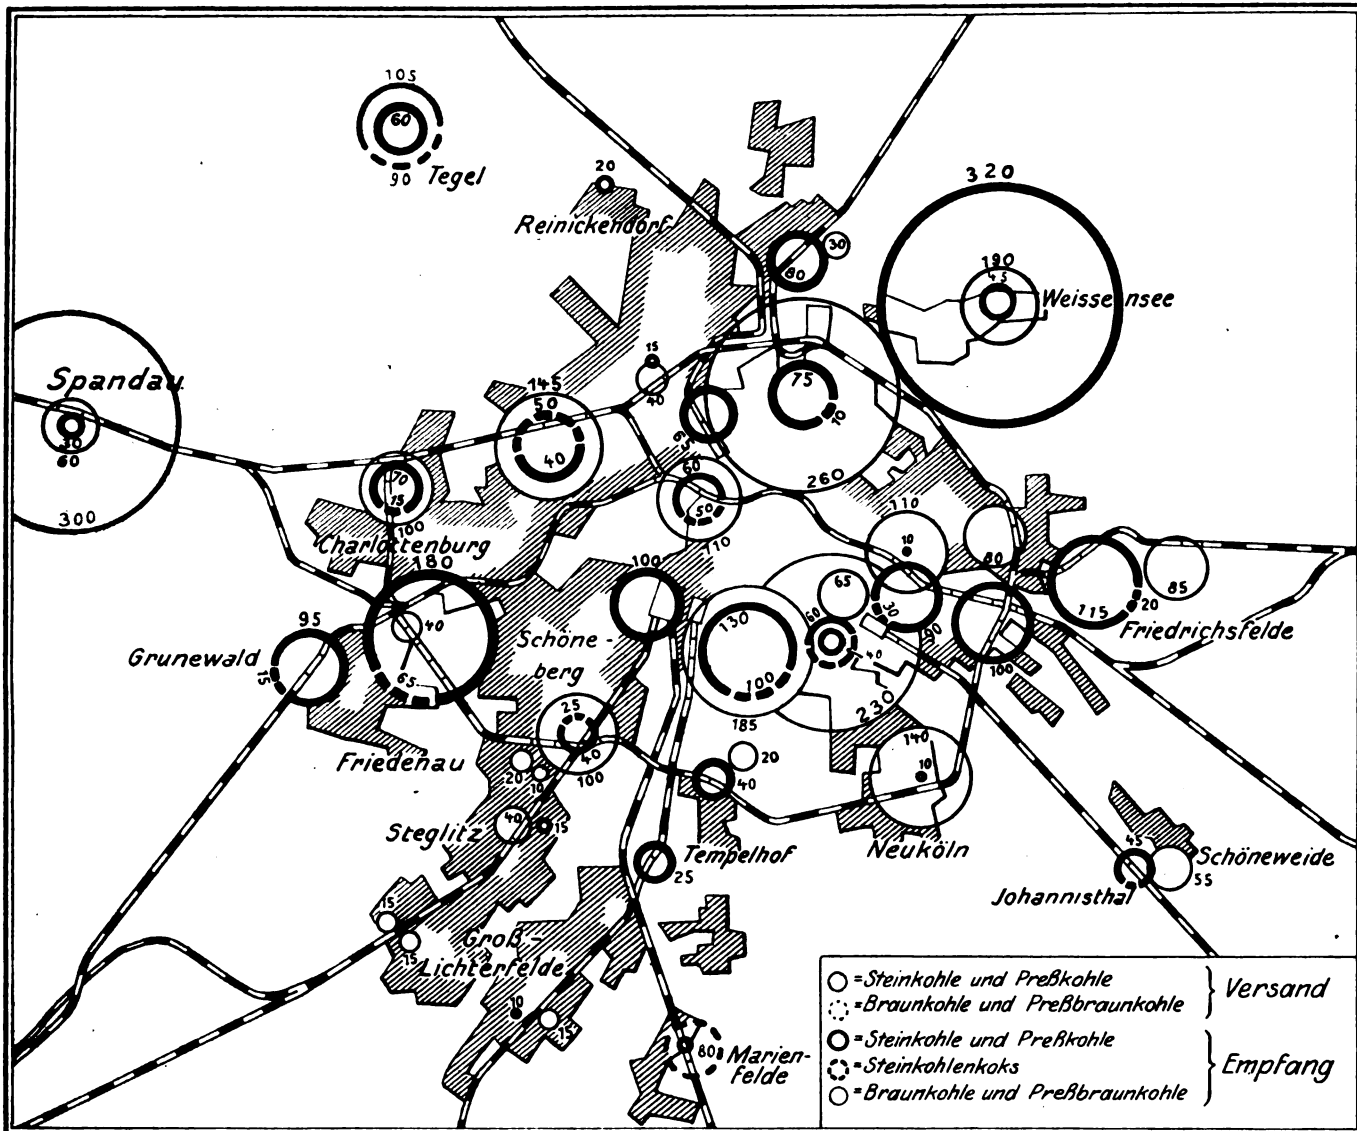 105
60
90 Tegel
20
Reinickendorf
320
30
80
190
45
Weissensee
Spandau
30
60
300
15
40
145
50
40
75
10
65
260
70
15
100
Charlottenburg
60
50
110
110
10
80
180
40
65
95
15
Grunewald
100
Schöne-
berg
130
100
185
65
60
40
230
30
90
100
115
20
85
Friedrichsfelde
Friedenau
25
40
100
20
10
20
40
140
10
Steglitz
40
15
Tempelhof
25
Neuköln
45
Schöneweide
55
Johannisthal
15
15
Groß-
Lichterfelde
10
15
80
Marien-
felde
=Steinkohle und Preßkohle
=Braunkohle und Preßbraunkohle
Versand
=Steinkohle und Preßkohle
=Steinkohlenkoks
=Braunkohle und Preßbraunkohle
Empfang